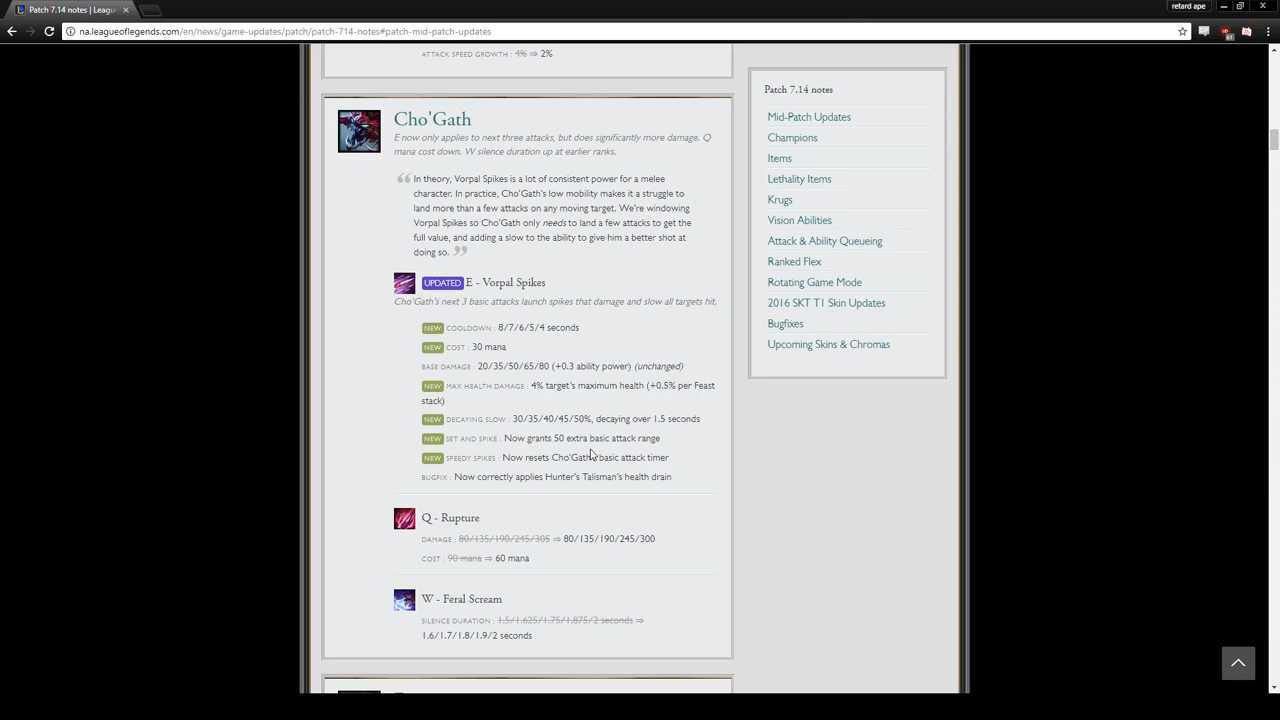 Patch 7.14 notes | Leagu
retard ape
na.leagueoflegends.com/en/news/game-updates/patch/patch-714-notes#patch-mid-patch-updates
ATTACK SPEED GROWTH : 4% ⇒ 2%
Cho'Gath
E now only applies to next three attacks, but does significantly more damage. Q
mana cost down. W silence duration up at earlier ranks.
“ In theory, Vorpal Spikes is a lot of consistent power for a melee
character. In practice, Cho'Gath's low mobility makes it a struggle to
land more than a few attacks on any moving target. We're windowing
Vorpal Spikes so Cho'Gath only needs to land a few attacks to get the
full value, and adding a slow to the ability to give him a better shot at
doing so. ”
UPDATED E - Vorpal Spikes
Cho'Gath's next 3 basic attacks launch spikes that damage and slow all targets hit.
NEW COOLDOWN : 8/7/6/5/4 seconds
NEW COST : 30 mana
BASE DAMAGE : 20/35/50/65/80 (+0.3 ability power) (unchanged)
NEW MAX HEALTH DAMAGE : 4% target's maximum health (+0.5% per Feast
stack)
NEW DECAYING SLOW : 30/35/40/45/50%, decaying over 1.5 seconds
NEW SET AND SPIKE : Now grants 50 extra basic attack range
NEW SPEEDY SPIKES : Now resets Cho'Gath's basic attack timer
BUGFIX : Now correctly applies Hunter's Talisman's health drain
Q - Rupture
DAMAGE : 80/135/190/245/305 ⇒ 80/135/190/245/300
COST : 90 mana ⇒ 60 mana
W - Feral Scream
SILENCE DURATION : 1.5/1.625/1.75/1.875/2 seconds ⇒
1.6/1.7/1.8/1.9/2 seconds
Patch 7.14 notes
Mid-Patch Updates
Champions
Items
Lethality Items
Krugs
Vision Abilities
Attack & Ability Queueing
Ranked Flex
Rotating Game Mode
2016 SKT T1 Skin Updates
Bugfixes
Upcoming Skins & Chromas